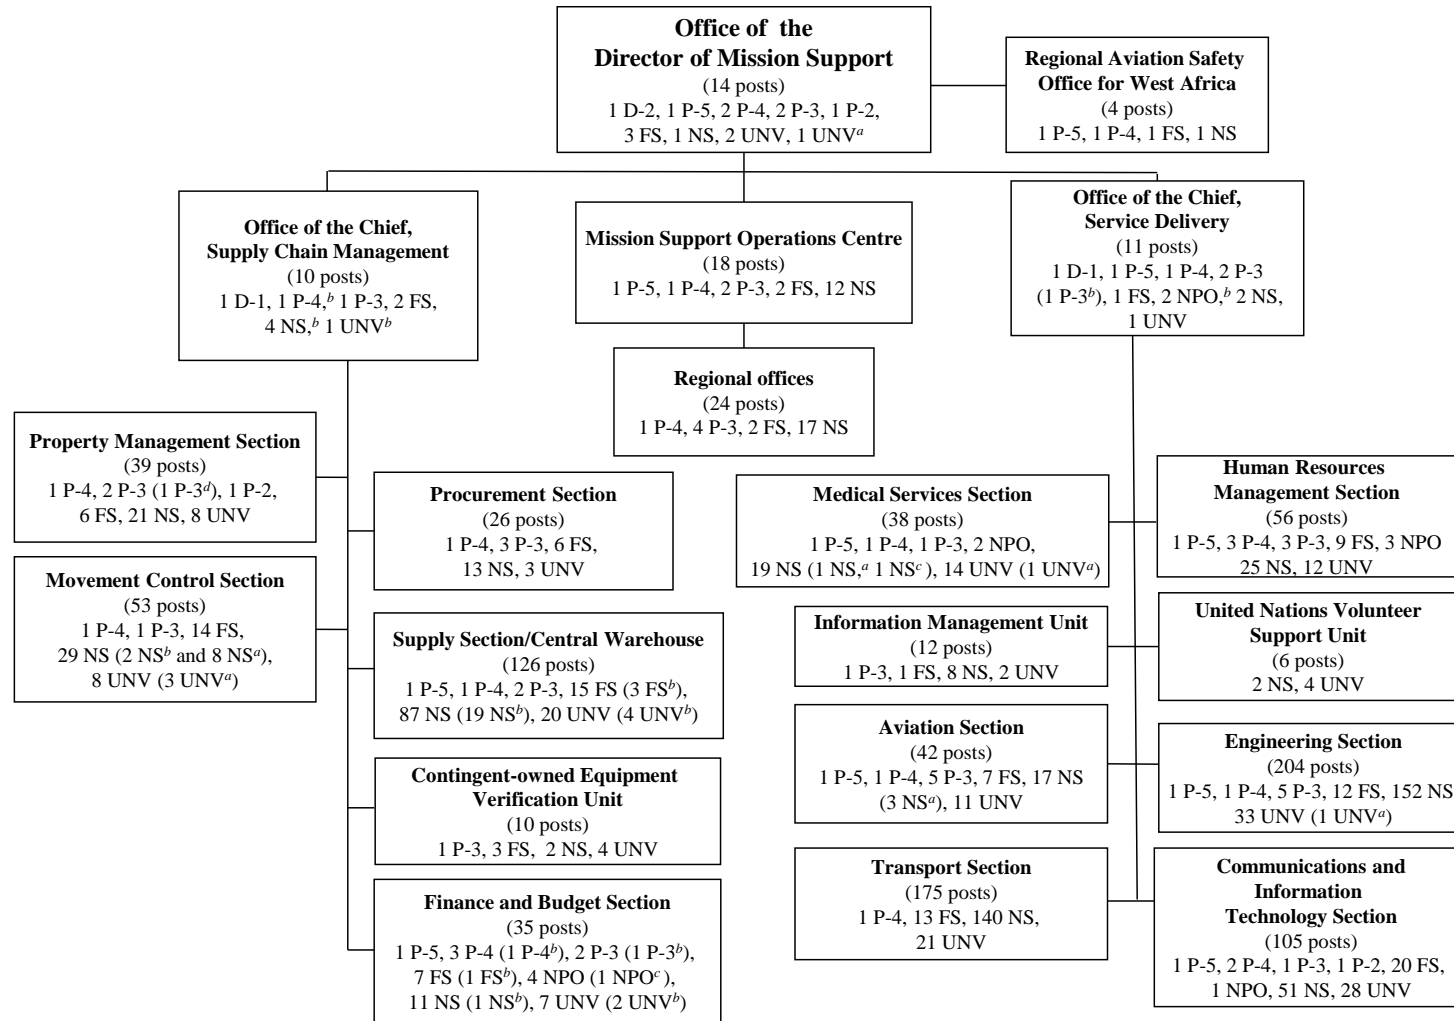 Office of the
Director of Mission Support
(14 posts)
1 D-2, 1 P-5, 2 P-4, 2 P-3, 1 P-2,
3 FS, 1 NS, 2 UNV, 1 UNVᵃ
Regional Aviation Safety
Office for West Africa
(4 posts)
1 P-5, 1 P-4, 1 FS, 1 NS
Office of the Chief,
Supply Chain Management
(10 posts)
1 D-1, 1 P-4,ᵇ 1 P-3, 2 FS,
4 NS,ᵇ 1 UNVᵇ
Mission Support Operations Centre
(18 posts)
1 P-5, 1 P-4, 2 P-3, 2 FS, 12 NS
Office of the Chief,
Service Delivery
(11 posts)
1 D-1, 1 P-5, 1 P-4, 2 P-3
(1 P-3ᵇ), 1 FS, 2 NPO,ᵇ 2 NS,
1 UNV
Regional offices
(24 posts)
1 P-4, 4 P-3, 2 FS, 17 NS
Property Management Section
(39 posts)
1 P-4, 2 P-3 (1 P-3ᵈ), 1 P-2,
6 FS, 21 NS, 8 UNV
Movement Control Section
(53 posts)
1 P-4, 1 P-3, 14 FS,
29 NS (2 NSᵇ and 8 NSᵃ),
8 UNV (3 UNVᵃ)
Procurement Section
(26 posts)
1 P-4, 3 P-3, 6 FS,
13 NS, 3 UNV
Supply Section/Central Warehouse
(126 posts)
1 P-5, 1 P-4, 2 P-3, 15 FS (3 FSᵇ),
87 NS (19 NSᵇ), 20 UNV (4 UNVᵇ)
Contingent-owned Equipment
Verification Unit
(10 posts)
1 P-3, 3 FS, 2 NS, 4 UNV
Finance and Budget Section
(35 posts)
1 P-5, 3 P-4 (1 P-4ᵇ), 2 P-3 (1 P-3ᵇ),
7 FS (1 FSᵇ), 4 NPO (1 NPOᶜ),
11 NS (1 NSᵇ), 7 UNV (2 UNVᵇ)
Medical Services Section
(38 posts)
1 P-5, 1 P-4, 1 P-3, 2 NPO,
19 NS (1 NS,ᵃ 1 NSᶜ), 14 UNV (1 UNVᵃ)
Information Management Unit
(12 posts)
1 P-3, 1 FS, 8 NS, 2 UNV
Aviation Section
(42 posts)
1 P-5, 1 P-4, 5 P-3, 7 FS, 17 NS
(3 NSᵃ), 11 UNV
Transport Section
(175 posts)
1 P-4, 13 FS, 140 NS,
21 UNV
Human Resources
Management Section
(56 posts)
1 P-5, 3 P-4, 3 P-3, 9 FS, 3 NPO
25 NS, 12 UNV
United Nations Volunteer
Support Unit
(6 posts)
2 NS, 4 UNV
Engineering Section
(204 posts)
1 P-5, 1 P-4, 5 P-3, 12 FS, 152 NS
33 UNV (1 UNVᵃ)
Communications and
Information
Technology Section
(105 posts)
1 P-5, 2 P-4, 1 P-3, 1 P-2, 20 FS,
1 NPO, 51 NS, 28 UNV